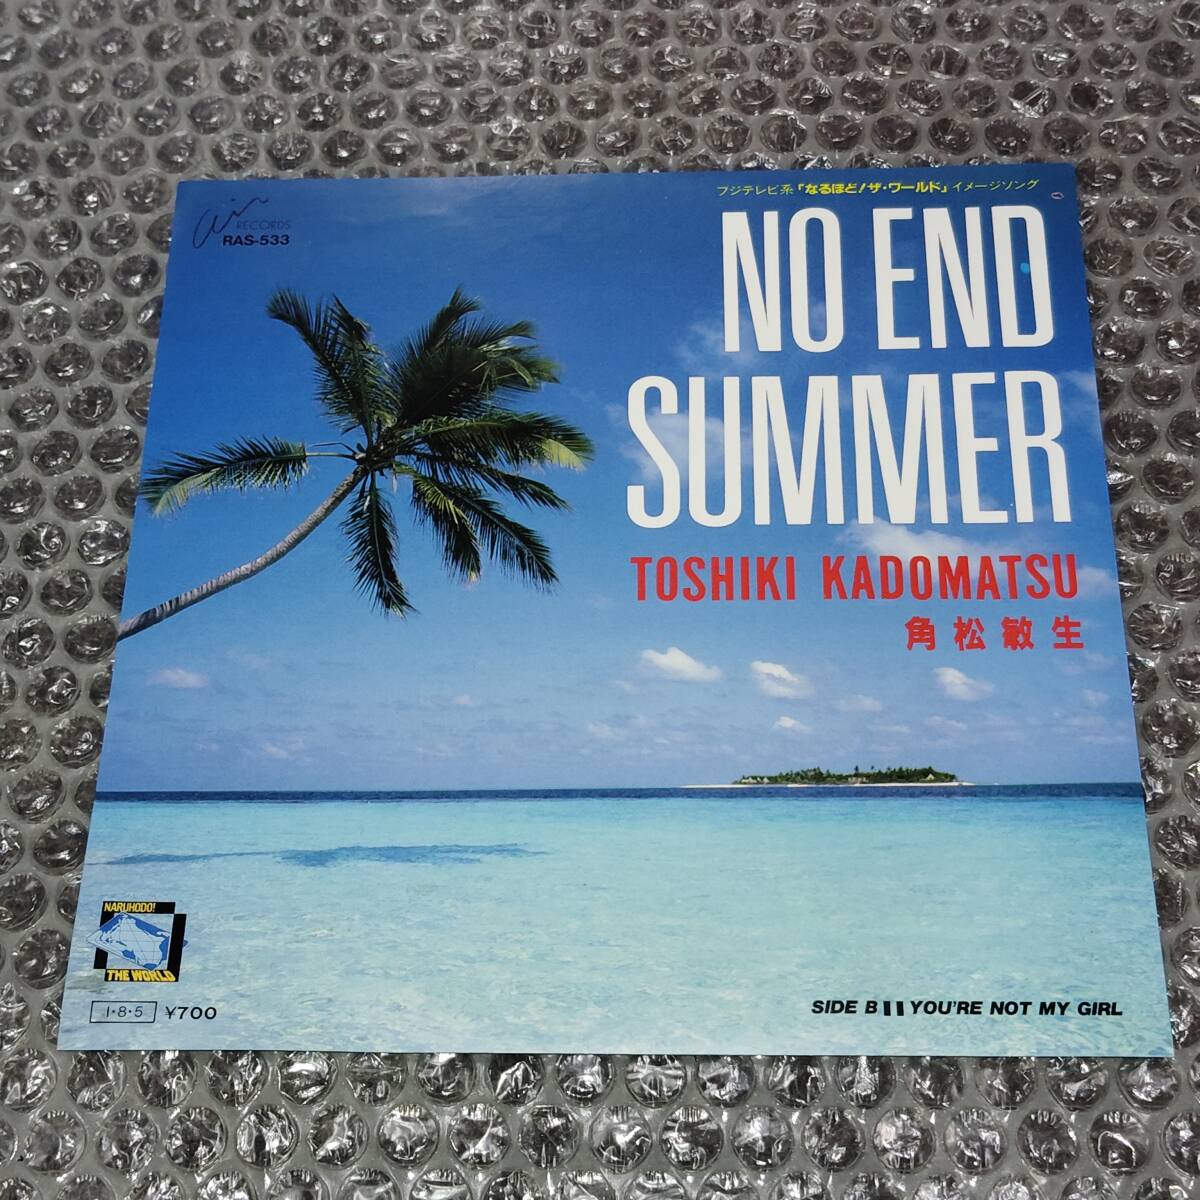 air RECORDS
RAS-533
フジテレビ系「なるほど!ザ・ワールド」イメージソング
NO END
SUMMER
TOSHIKI KADOMATSU
角松敏生
NARUHODO!
THE WORLD
1・8・5 ¥700
SIDE B YOU'RE NOT MY GIRL